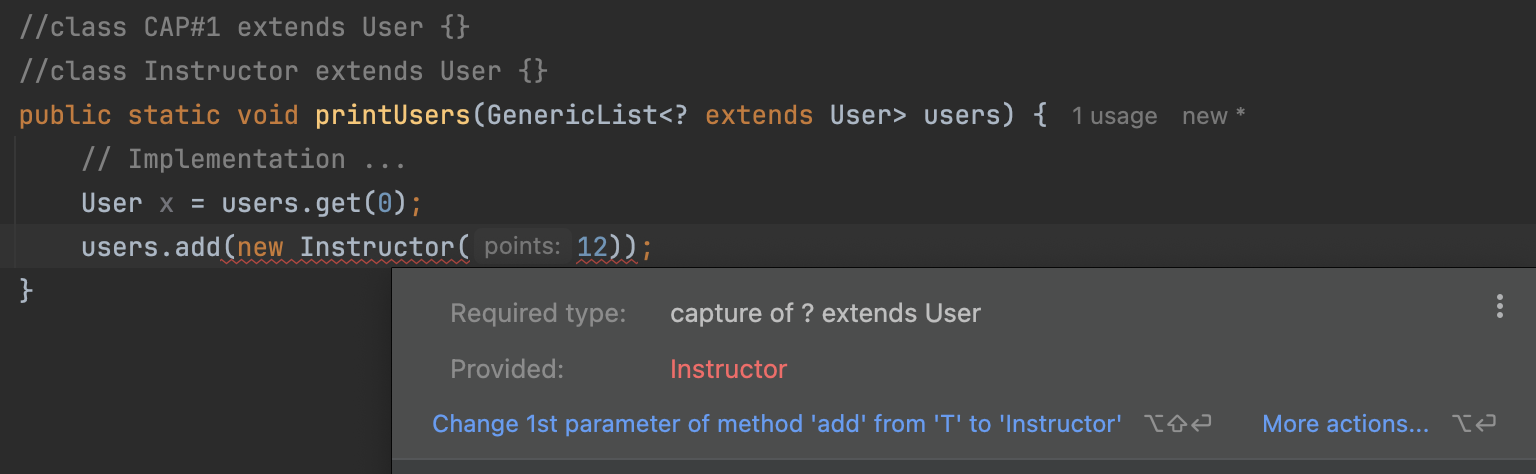 //class CAP#1 extends User {}
//class Instructor extends User {}
public static void printUsers(GenericList<? extends User> users) { 1 usage new *
// Implementation ...
User x = users.get(0);
users.add(new Instructor( points: 12));
}
Required type: capture of ? extends User
Provided: Instructor
Change 1st parameter of method 'add' from 'T' to 'Instructor' ⌥⇧⏎ More actions... ⌥⏎